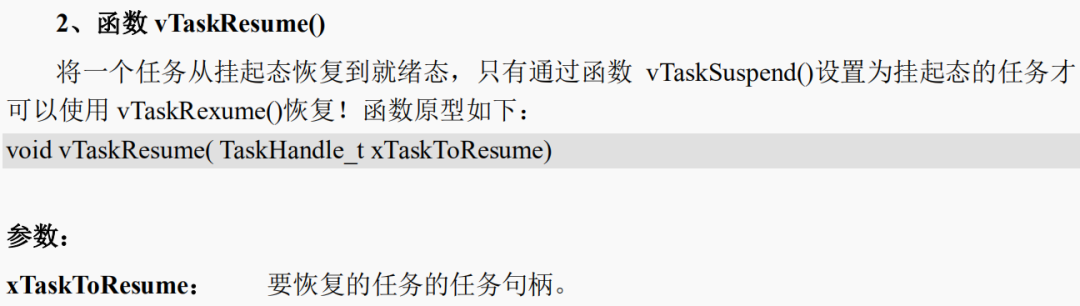 2、函数 vTaskResume()
将一个任务从挂起态恢复到就绪态，只有通过函数 vTaskSuspend()设置为挂起态的任务才
可以使用 vTaskRexume()恢复！函数原型如下：
void vTaskResume( TaskHandle_t xTaskToResume)
参数：
xTaskToResume： 要恢复的任务的任务句柄。